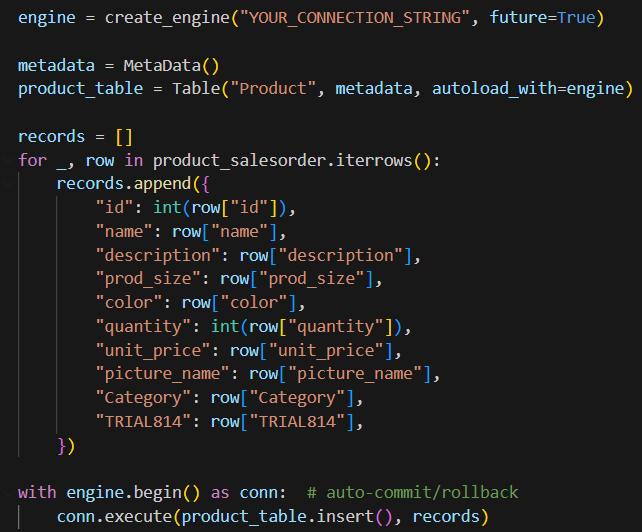 engine = create_engine("YOUR_CONNECTION_STRING", future=True)
metadata = MetaData()
product_table = Table("Product", metadata, autoload_with=engine)
records = []
for _, row in product_salesorder.iterrows():
    records.append({
        "id": int(row["id"]),
        "name": row["name"],
        "description": row["description"],
        "prod_size": row["prod_size"],
        "color": row["color"],
        "quantity": int(row["quantity"]),
        "unit_price": row["unit_price"],
        "picture_name": row["picture_name"],
        "Category": row["Category"],
        "TRIAL814": row["TRIAL814"],
    })
with engine.begin() as conn:  # auto-commit/rollback
    conn.execute(product_table.insert(), records)